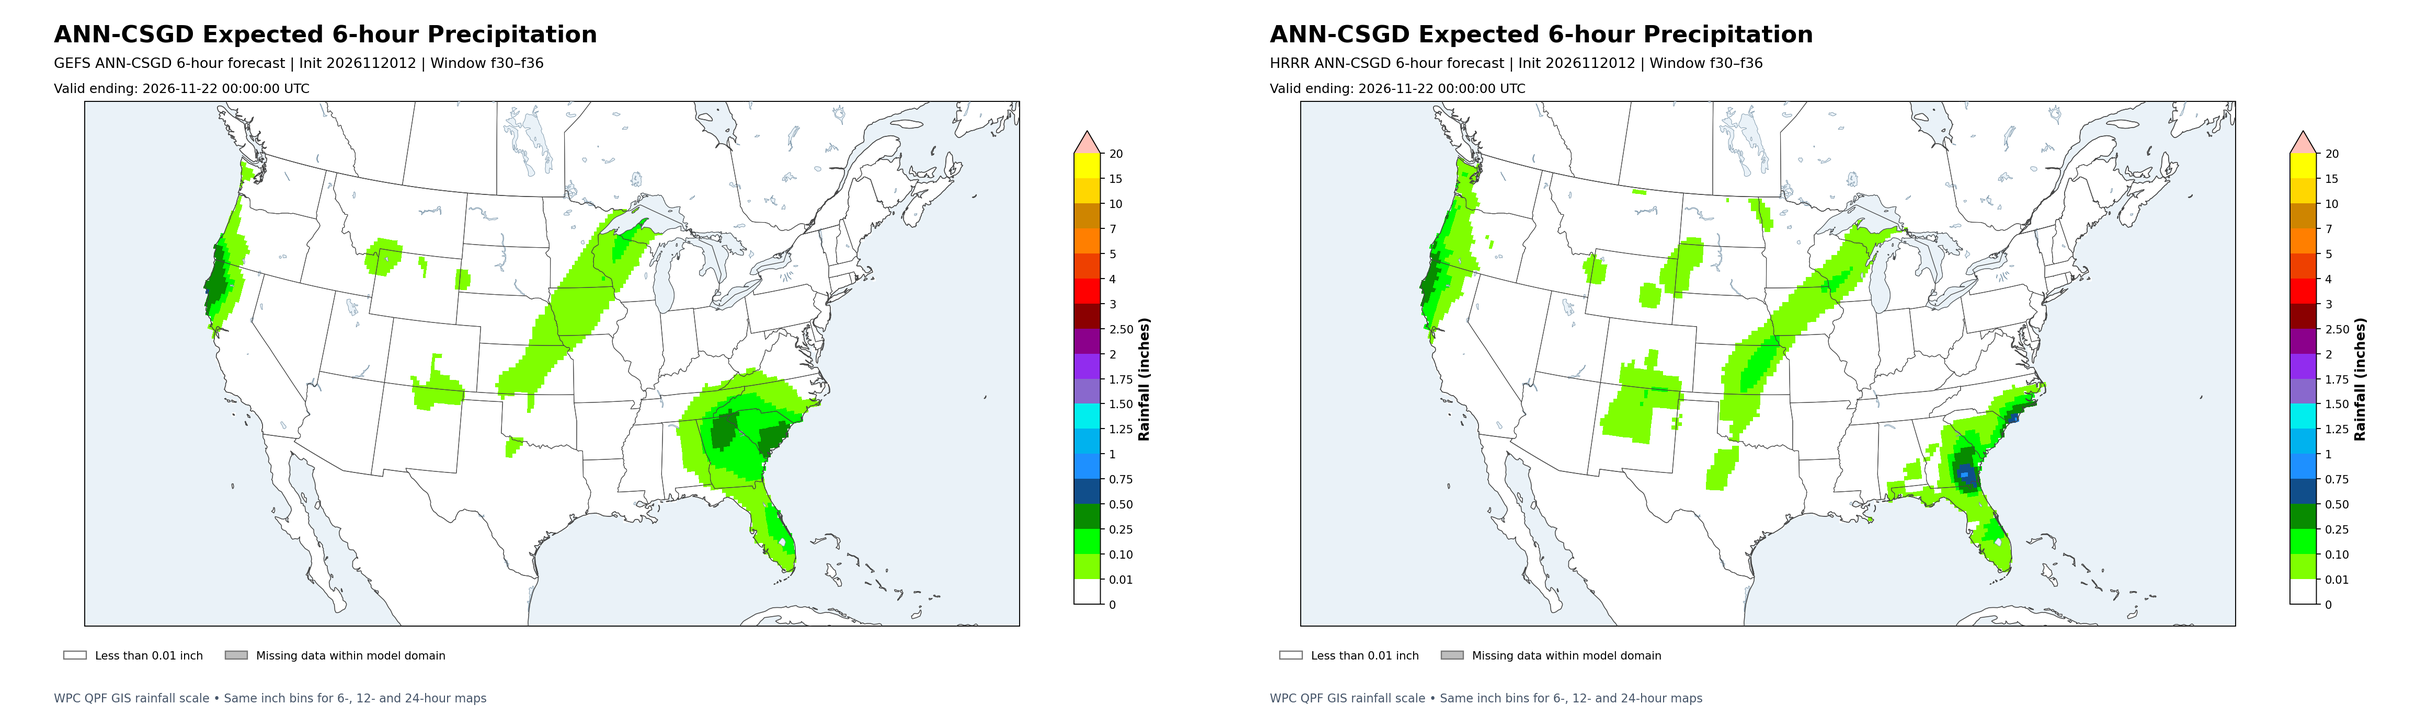 ANN-CSGD Expected 6-hour Precipitation
GEFS ANN-CSGD 6-hour forecast | Init 2026112012 | Window f30–f36
Valid ending: 2026-11-22 00:00:00 UTC
20
15
10
7
5
4
3
2.50
2
1.75
1.50
1.25
1
0.75
0.50
0.25
0.10
0.01
0
Rainfall (inches)
Less than 0.01 inch
Missing data within model domain
WPC QPF GIS rainfall scale • Same inch bins for 6-, 12- and 24-hour maps
ANN-CSGD Expected 6-hour Precipitation
HRRR ANN-CSGD 6-hour forecast | Init 2026112012 | Window f30–f36
Valid ending: 2026-11-22 00:00:00 UTC
20
15
10
7
5
4
3
2.50
2
1.75
1.50
1.25
1
0.75
0.50
0.25
0.10
0.01
0
Rainfall (inches)
Less than 0.01 inch
Missing data within model domain
WPC QPF GIS rainfall scale • Same inch bins for 6-, 12- and 24-hour maps